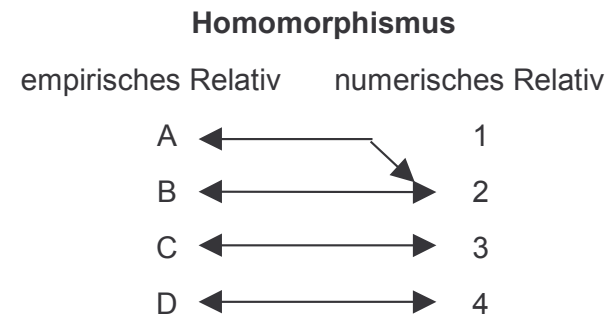 Homomorphismus
empirisches Relativ numerisches Relativ
A 1
B 2
C 3
D 4